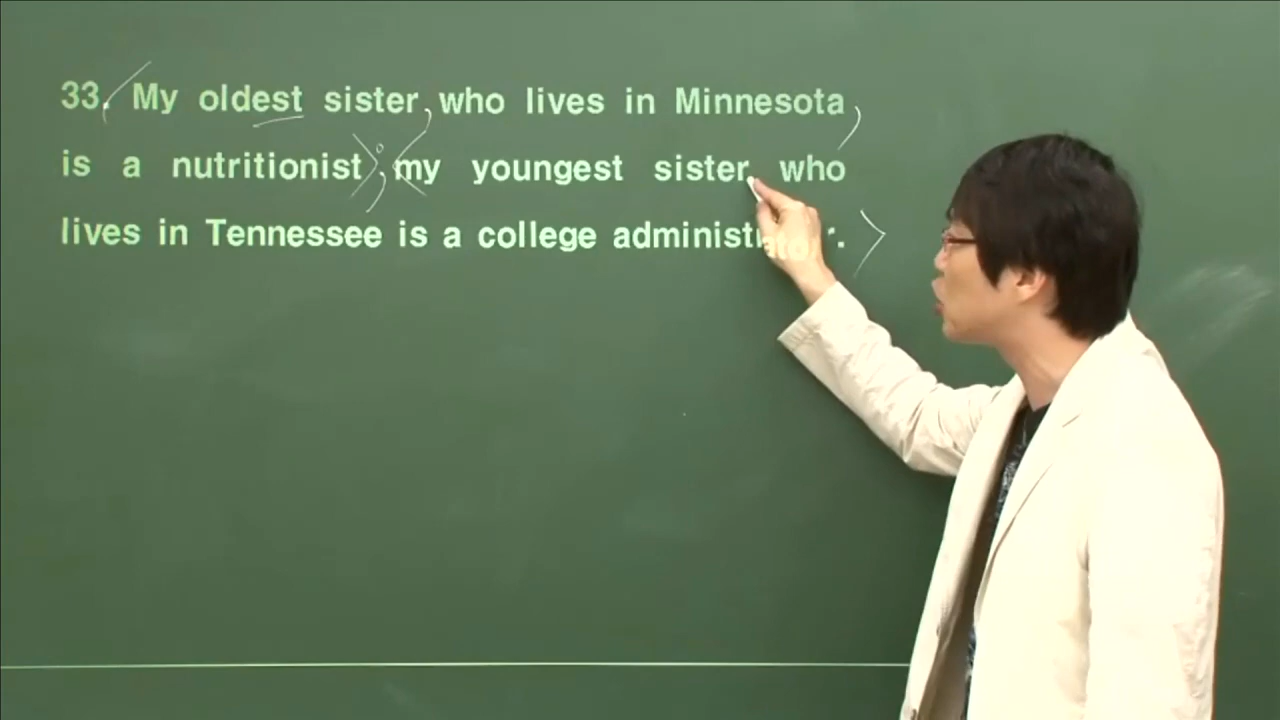 33. My oldest sister, who lives in Minnesota,
is a nutritionist; my youngest sister, who
lives in Tennessee is a college administrator.